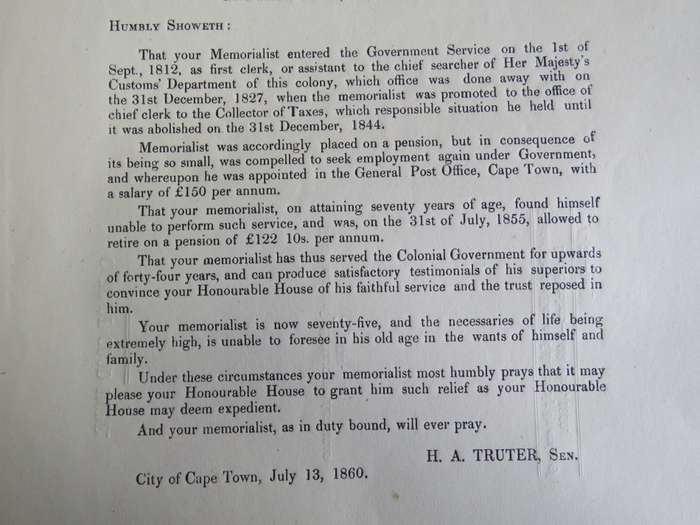 Humbly Showeth:
That your Memorialist entered the Government Service on the 1st of
Sept., 1812, as first clerk, or assistant to the chief searcher of Her Majesty's
Customs' Department of this colony, which office was done away with on
the 31st December, 1827, when the memorialist was promoted to the office of
chief clerk to the Collector of Taxes, which responsible situation he held until
it was abolished on the 31st December, 1844.
Memorialist was accordingly placed on a pension, but in consequence of
its being so small, was compelled to seek employment again under Government,
and whereupon he was appointed in the General Post Office, Cape Town, with
a salary of £150 per annum.
That your memorialist, on attaining seventy years of age, found himself
unable to perform such service, and was, on the 31st of July, 1855, allowed to
retire on a pension of £122 10s. per annum.
That your memorialist has thus served the Colonial Government for upwards
of forty-four years, and can produce satisfactory testimonials of his superiors to
convince your Honourable House of his faithful service and the trust reposed in
him.
Your memorialist is now seventy-five, and the necessaries of life being
extremely high, is unable to foresee in his old age in the wants of himself and
family.
Under these circumstances your memorialist most humbly prays that it may
please your Honourable House to grant him such relief as your Honourable
House may deem expedient.
And your memorialist, as in duty bound, will ever pray.
H. A. TRUTER, Sen.
City of Cape Town, July 13, 1860.